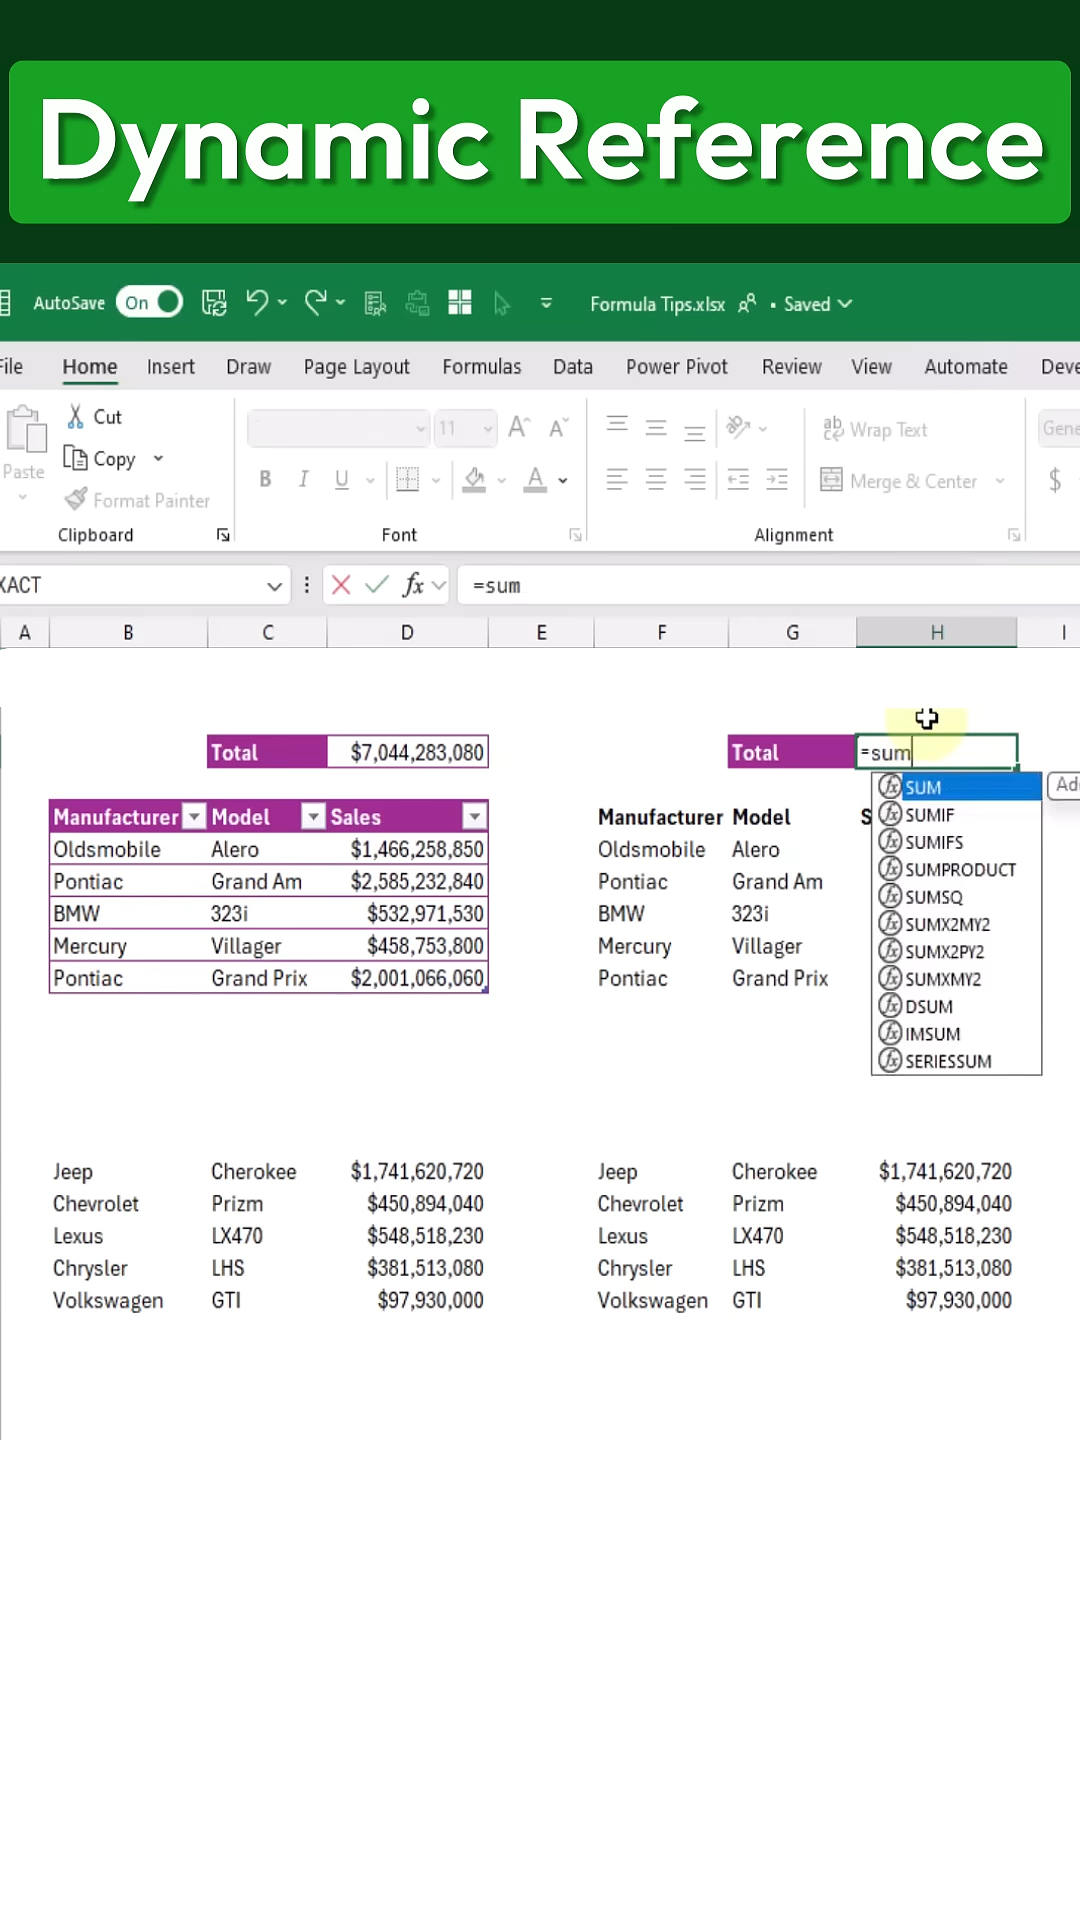 Dynamic Reference
AutoSave On Formula Tips.xlsx • Saved
File Home Insert Draw Page Layout Formulas Data Power Pivot Review View Automate
Cut
Copy
Paste
Format Painter
Clipboard
11
B I U A
Font
ab Wrap Text
Merge & Center
Alignment
$
fx =sum
A B C D E F G H I
Total $7,044,283,080 Total =sum
Manufacturer Model Sales
Oldsmobile Alero $1,466,258,850
Pontiac Grand Am $2,585,232,840
BMW 323i $532,971,530
Mercury Villager $458,753,800
Pontiac Grand Prix $2,001,066,060
Manufacturer Model S
Oldsmobile Alero
Pontiac Grand Am
BMW 323i
Mercury Villager
Pontiac Grand Prix
SUM
SUMIF
SUMIFS
SUMPRODUCT
SUMSQ
SUMX2MY2
SUMX2PY2
SUMXMY2
DSUM
IMSUM
SERIESSUM
Jeep Cherokee $1,741,620,720 Jeep Cherokee $1,741,620,720
Chevrolet Prizm $450,894,040 Chevrolet Prizm $450,894,040
Lexus LX470 $548,518,230 Lexus LX470 $548,518,230
Chrysler LHS $381,513,080 Chrysler LHS $381,513,080
Volkswagen GTI $97,930,000 Volkswagen GTI $97,930,000